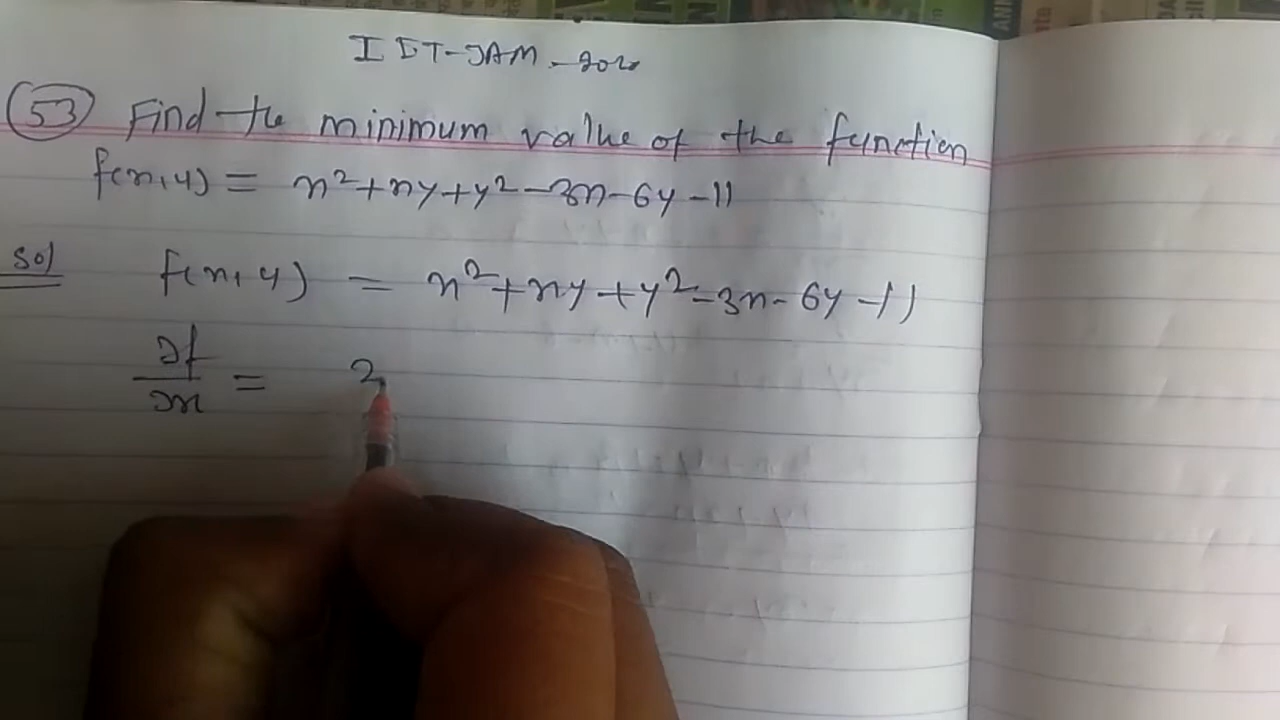 IIT-JAM-2020
53 Find the minimum value of the function
f(x,y) = x²+xy+y²-3x-6y-11
Sol f(x,y) = x²+xy+y²-3x-6y-11
∂f/∂x = 2